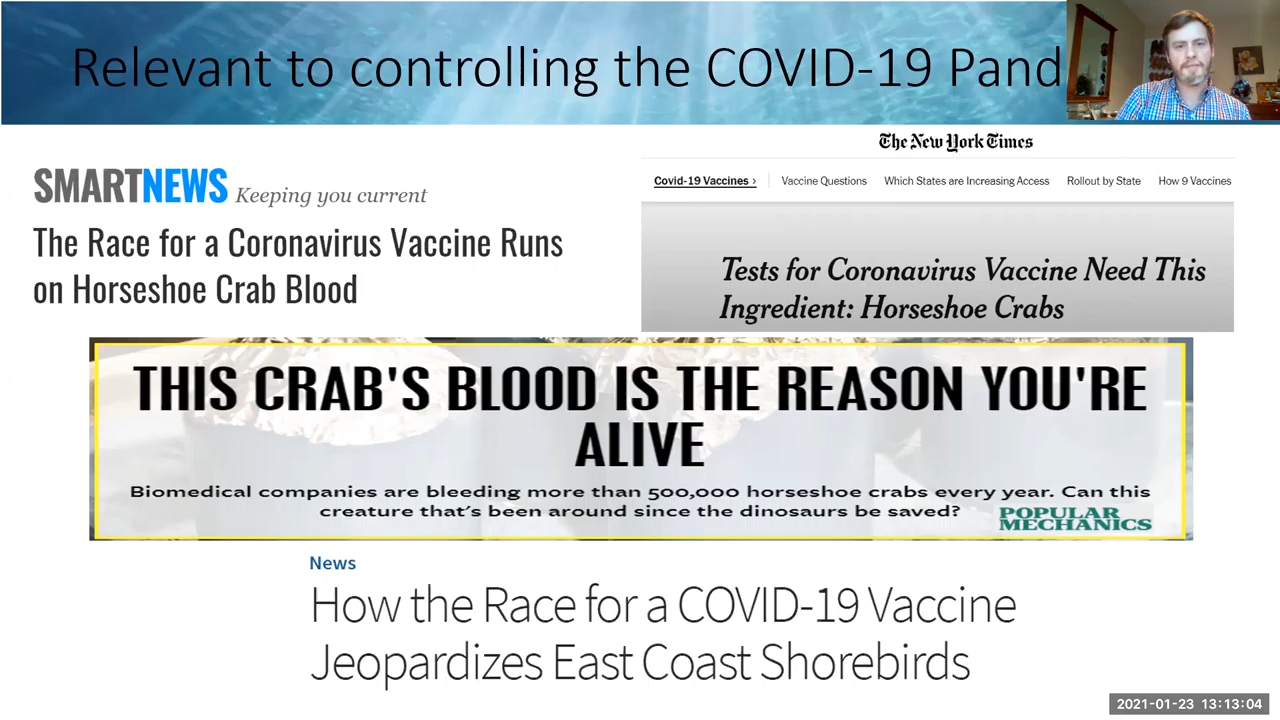 Relevant to controlling the COVID-19 Pand
SMARTNEWS Keeping you current
The Race for a Coronavirus Vaccine Runs
on Horseshoe Crab Blood
The New York Times
Covid-19 Vaccines › Vaccine Questions Which States are Increasing Access Rollout by State How 9 Vaccines
Tests for Coronavirus Vaccine Need This
Ingredient: Horseshoe Crabs
THIS CRAB'S BLOOD IS THE REASON YOU'RE
ALIVE
Biomedical companies are bleeding more than 500,000 horseshoe crabs every year. Can this
creature that's been around since the dinosaurs be saved?
POPULAR
MECHANICS
News
How the Race for a COVID-19 Vaccine
Jeopardizes East Coast Shorebirds
2021-01-23 13:13:04